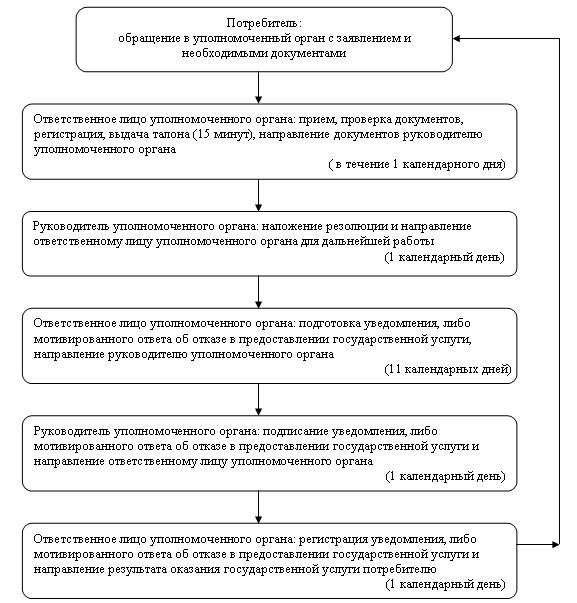 Потребитель:
обращение в уполномоченный орган с заявлением и
необходимыми документами
Ответственное лицо уполномоченного органа: прием, проверка документов,
регистрация, выдача талона (15 минут), направление документов руководителю
уполномоченного органа
( в течение 1 календарного дня)
Руководитель уполномоченного органа: наложение резолюции и направление
ответственному лицу уполномоченного органа для дальнейшей работы
(1 календарный день)
Ответственное лицо уполномоченного органа: подготовка уведомления, либо
мотивированного ответа об отказе в предоставлении государственной услуги,
направление руководителю уполномоченного органа
(11 календарных дней)
Руководитель уполномоченного органа: подписание уведомления, либо
мотивированного ответа об отказе в предоставлении государственной услуги и
направление ответственному лицу уполномоченного органа
(1 календарный день)
Ответственное лицо уполномоченного органа: регистрация уведомления, либо
мотивированного ответа об отказе в предоставлении государственной услуги и
направление результата оказания государственной услуги потребителю
(1 календарный день)